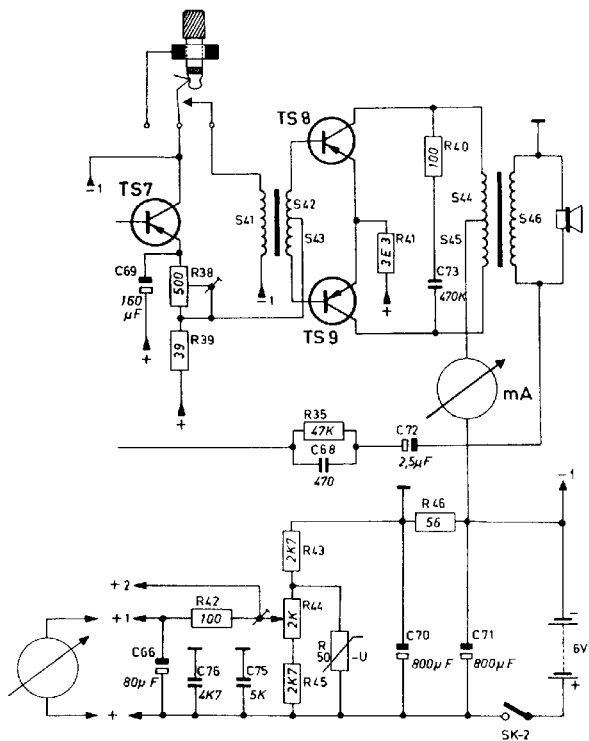 TS8
R40
100
-1
TS7
S42
S44
S46
S41
S43
R41
3E3
S45
C69
R38
500
160
µF
-1
C73
470K
+
TS9
+
R39
39
+
mA
R35
47K
C72
C68
2,5µF
470
-1
R46
56
R43
2K7
+2
R42
R44
+1
100
2K
C66
R
50
-U
C70
C71
-
6V
C76
C75
R45
2K7
80µF
4K7
5K
800µF
800µF
+
+
SK-2